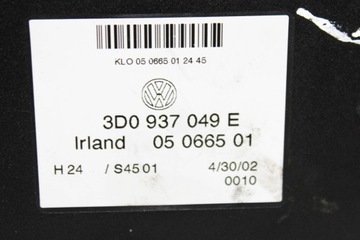 KLO 05 0665 01 24 45
3D0 937 049 E
Irland 05 0665 01
H 24 / S45 01 4/30/02
0010